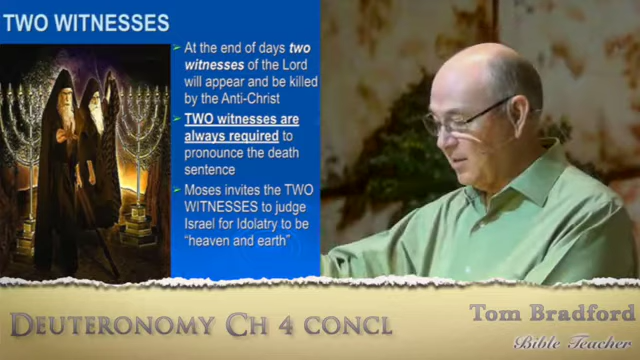 TWO WITNESSES
At the end of days two
witnesses of the Lord
will appear and be killed
by the Anti-Christ
TWO witnesses are
always required to
pronounce the death
sentence
Moses invites the TWO
WITNESSES to judge
Israel for Idolatry to be
“heaven and earth”
DEUTERONOMY CH 4 CONCL
Tom Bradford
Bible Teacher